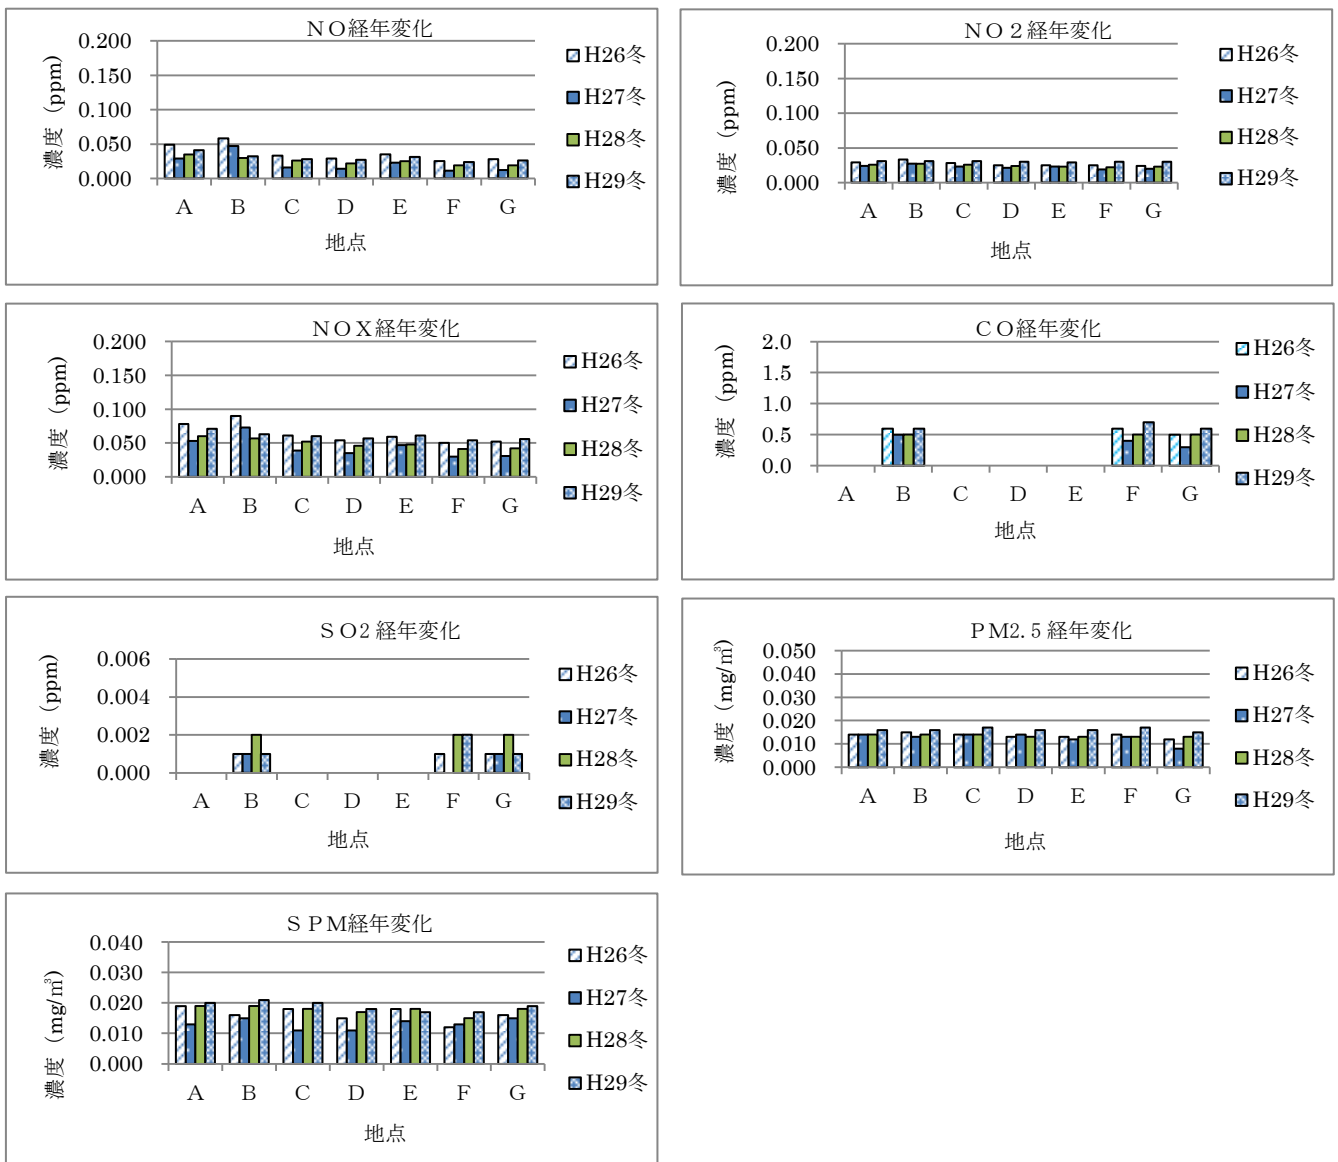 ＮＯ経年変化
濃度（ppm）
0.200
0.150
0.100
0.050
0.000
A B C D E F G
地点
H26冬
H27冬
H28冬
H29冬
ＮＯ２経年変化
濃度（ppm）
0.200
0.150
0.100
0.050
0.000
A B C D E F G
地点
H26冬
H27冬
H28冬
H29冬
ＮＯＸ経年変化
濃度（ppm）
0.200
0.150
0.100
0.050
0.000
A B C D E F G
地点
H26冬
H27冬
H28冬
H29冬
ＣＯ経年変化
濃度（ppm）
2.0
1.5
1.0
0.5
0.0
A B C D E F G
地点
H26冬
H27冬
H28冬
H29冬
ＳＯ2 経年変化
濃度（ppm）
0.006
0.004
0.002
0.000
A B C D E F G
地点
H26冬
H27冬
H28冬
H29冬
ＰＭ2.5 経年変化
濃度（mg/㎥）
0.050
0.040
0.030
0.020
0.010
0.000
A B C D E F G
地点
H26冬
H27冬
H28冬
H29冬
ＳＰＭ経年変化
濃度（mg/㎥）
0.040
0.030
0.020
0.010
0.000
A B C D E F G
地点
H26冬
H27冬
H28冬
H29冬